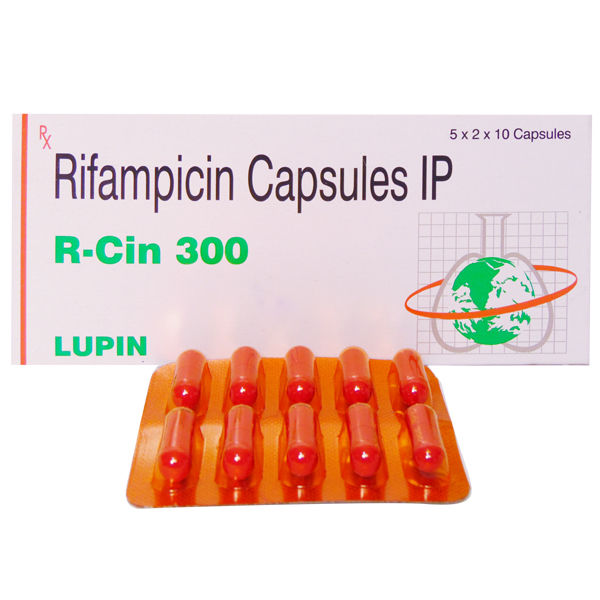 Rx
5 x 2 x 10 Capsules
Rifampicin Capsules IP
R-Cin 300
LUPIN